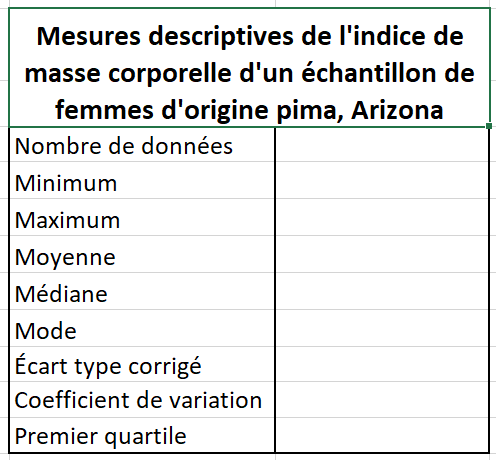 Mesures descriptives de l'indice de
masse corporelle d'un échantillon de
femmes d'origine pima, Arizona
Nombre de données
Minimum
Maximum
Moyenne
Médiane
Mode
Écart type corrigé
Coefficient de variation
Premier quartile